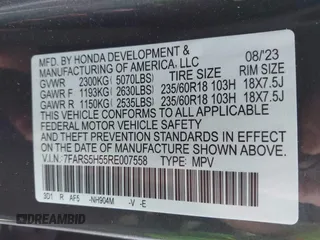 MFD. BY HONDA DEVELOPMENT &
MANUFACTURING OF AMERICA, LLC 08/'23
GVWR 2300KG( 5070LBS) TIRE SIZE RIM SIZE
GAWR F 1193KG( 2630LBS) 235/60R18 103H 18X7.5J
GAWR R 1150KG( 2535LBS) 235/60R18 103H 18X7.5J
THIS VEHICLE CONFORMS TO ALL APPLICABLE
FEDERAL MOTOR VEHICLE SAFETY, BUMPER,
AND THEFT PREVENTION STANDARDS IN EFFECT
ON THE DATE OF MANUFACTURE SHOWN ABOVE.
V.I.N: 7FARS5H55RE007558 TYPE: MPV
3D1 R AF5 -NH904M -V -E
DREAMBID